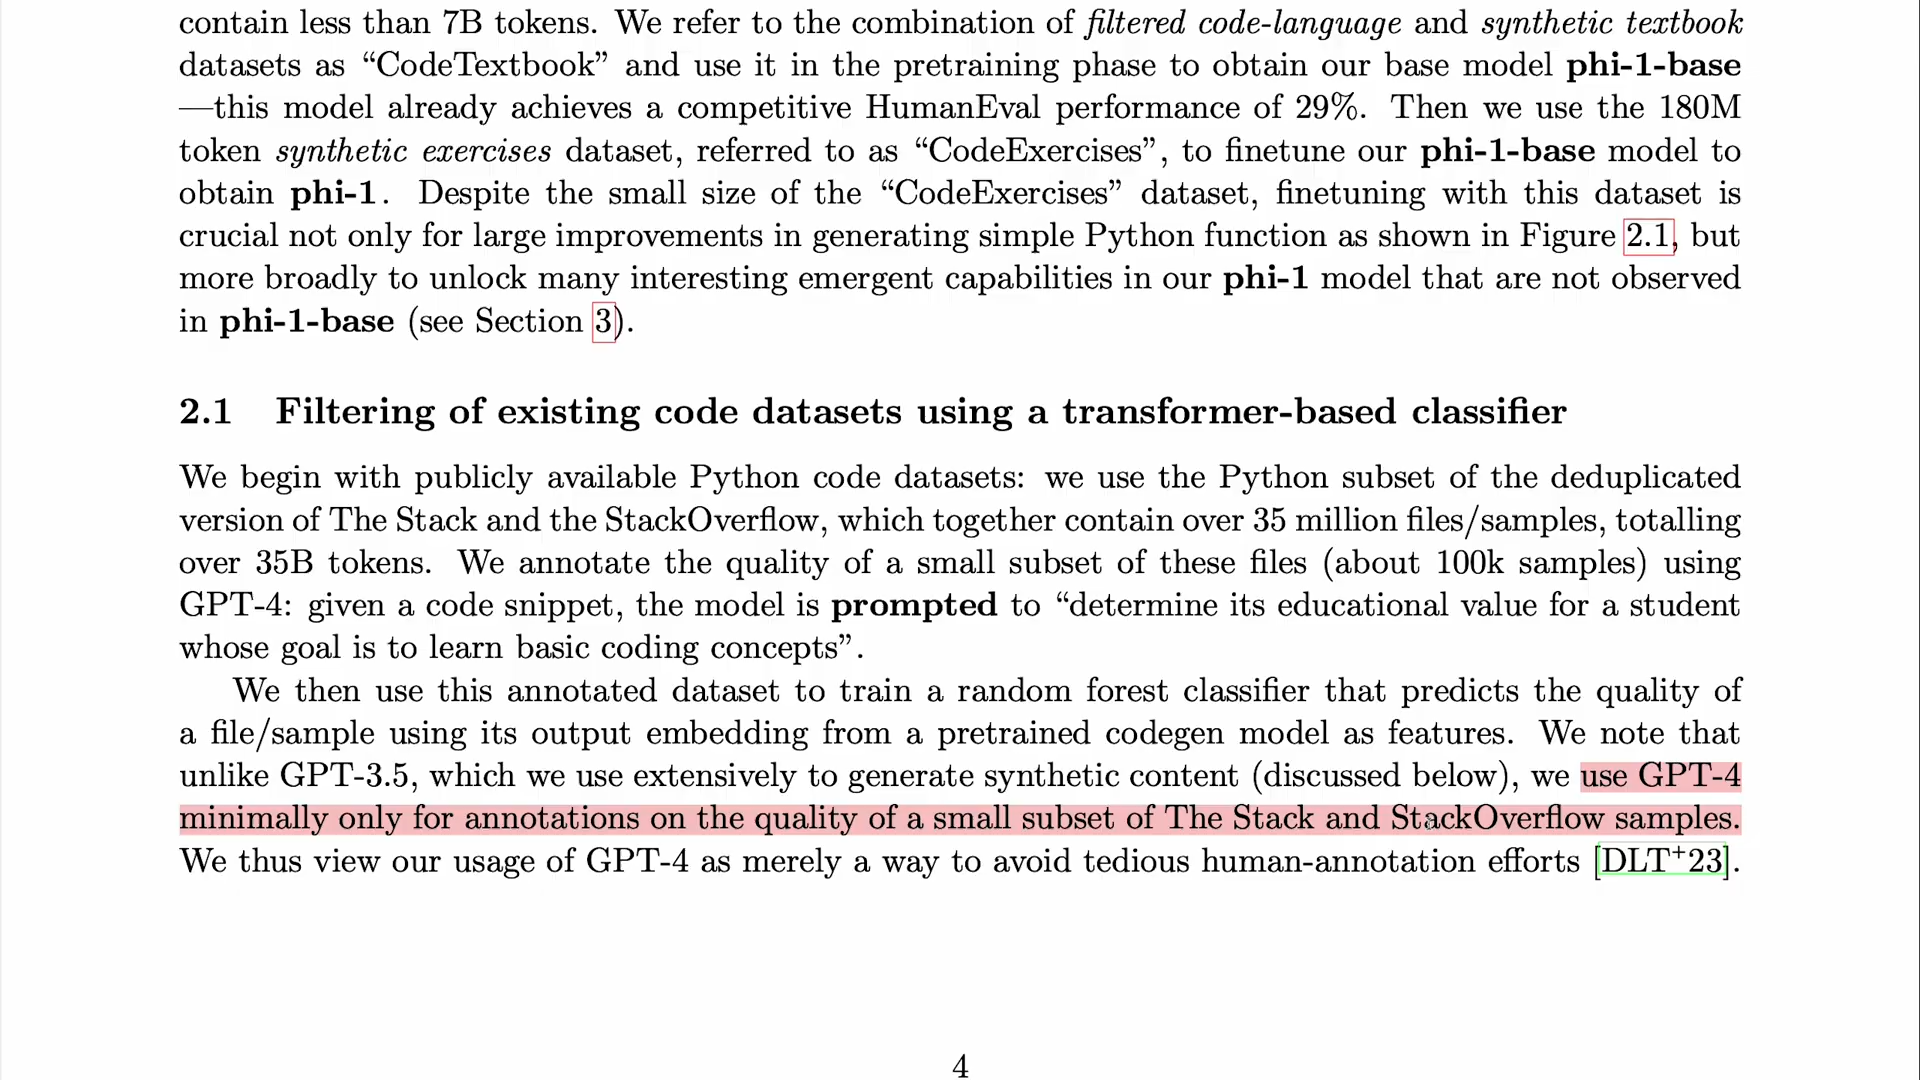 contain less than 7B tokens. We refer to the combination of filtered code-language and synthetic textbook
datasets as “CodeTextbook” and use it in the pretraining phase to obtain our base model phi-1-base
—this model already achieves a competitive HumanEval performance of 29%. Then we use the 180M
token synthetic exercises dataset, referred to as “CodeExercises”, to finetune our phi-1-base model to
obtain phi-1. Despite the small size of the “CodeExercises” dataset, finetuning with this dataset is
crucial not only for large improvements in generating simple Python function as shown in Figure 2.1, but
more broadly to unlock many interesting emergent capabilities in our phi-1 model that are not observed
in phi-1-base (see Section 3).
2.1 Filtering of existing code datasets using a transformer-based classifier
We begin with publicly available Python code datasets: we use the Python subset of the deduplicated
version of The Stack and the StackOverflow, which together contain over 35 million files/samples, totalling
over 35B tokens. We annotate the quality of a small subset of these files (about 100k samples) using
GPT-4: given a code snippet, the model is prompted to “determine its educational value for a student
whose goal is to learn basic coding concepts”.
We then use this annotated dataset to train a random forest classifier that predicts the quality of
a file/sample using its output embedding from a pretrained codegen model as features. We note that
unlike GPT-3.5, which we use extensively to generate synthetic content (discussed below), we use GPT-4
minimally only for annotations on the quality of a small subset of The Stack and StackOverflow samples.
We thus view our usage of GPT-4 as merely a way to avoid tedious human-annotation efforts [DLT+23].
4